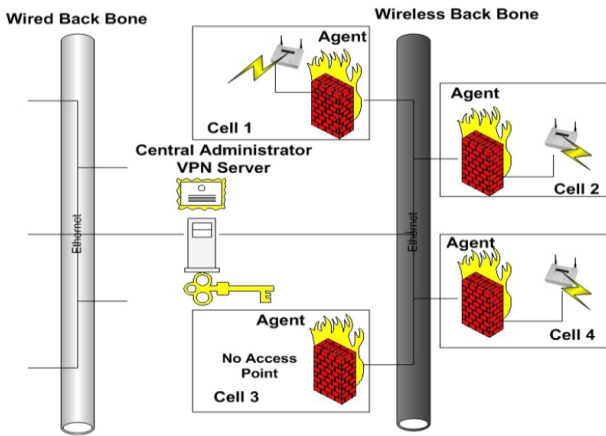 Wired Back Bone
Wireless Back Bone
Agent
Cell 1
Agent
Cell 2
Central Administrator
VPN Server
Ethernet
Ethernet
Agent
Cell 4
Agent
No Access
Point
Cell 3